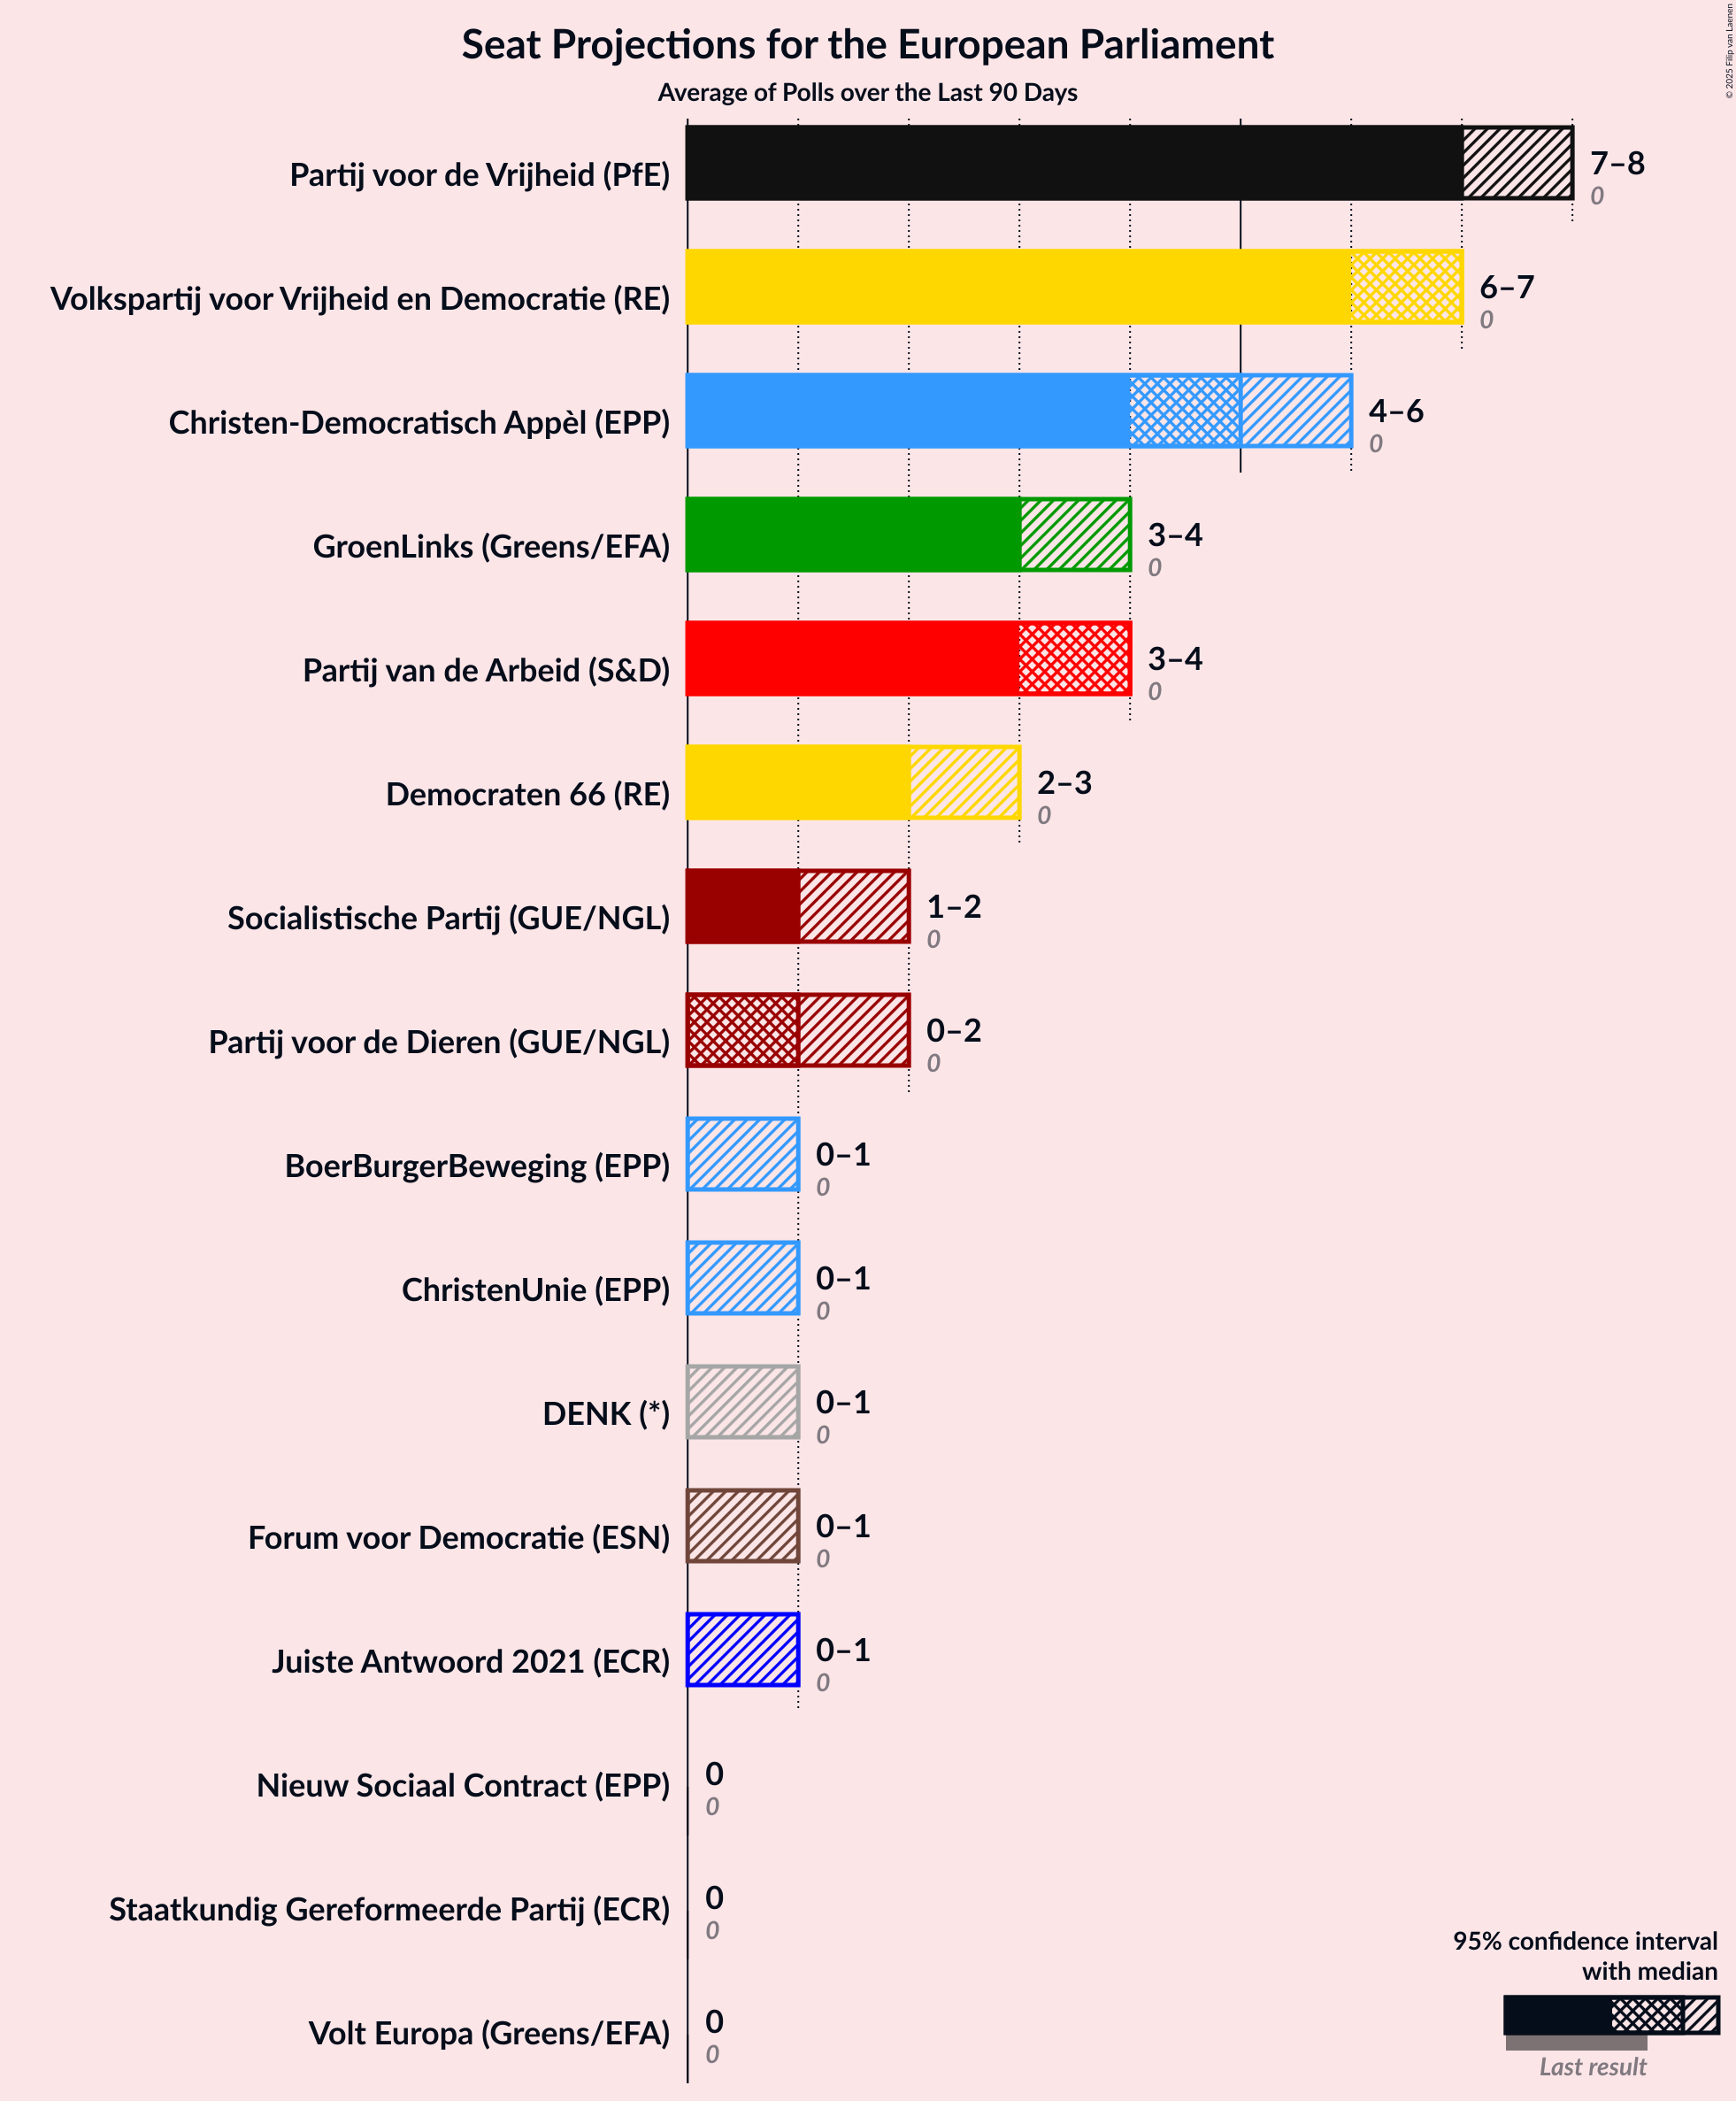 Seat Projections for the European Parliament
Average of Polls over the Last 90 Days
© 2025 Filip van Laenen
Partij voor de Vrijheid (PfE)
7–8
0
Volkspartij voor Vrijheid en Democratie (RE)
6–7
0
Christen-Democratisch Appèl (EPP)
4–6
0
GroenLinks (Greens/EFA)
3–4
0
Partij van de Arbeid (S&D)
3–4
0
Democraten 66 (RE)
2–3
0
Socialistische Partij (GUE/NGL)
1–2
0
Partij voor de Dieren (GUE/NGL)
0–2
0
BoerBurgerBeweging (EPP)
0–1
0
ChristenUnie (EPP)
0–1
0
DENK (*)
0–1
0
Forum voor Democratie (ESN)
0–1
0
Juiste Antwoord 2021 (ECR)
0–1
0
Nieuw Sociaal Contract (EPP)
0
0
Staatkundig Gereformeerde Partij (ECR)
0
0
Volt Europa (Greens/EFA)
0
0
95% confidence interval
with median
Last result